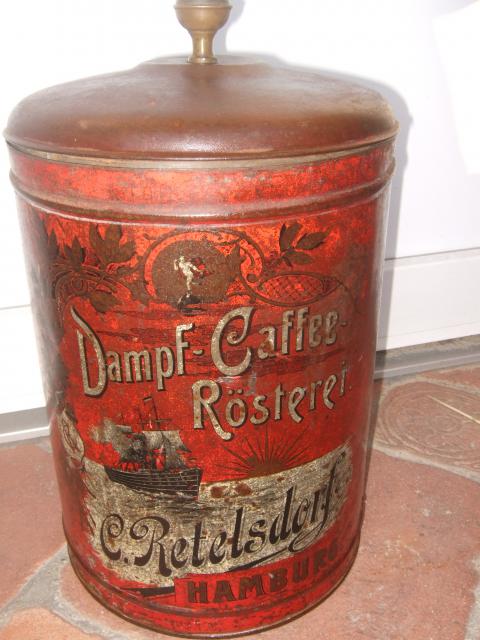 Dampf-Caffee-
Rösterei
C. Retelsdorf
HAMBURG